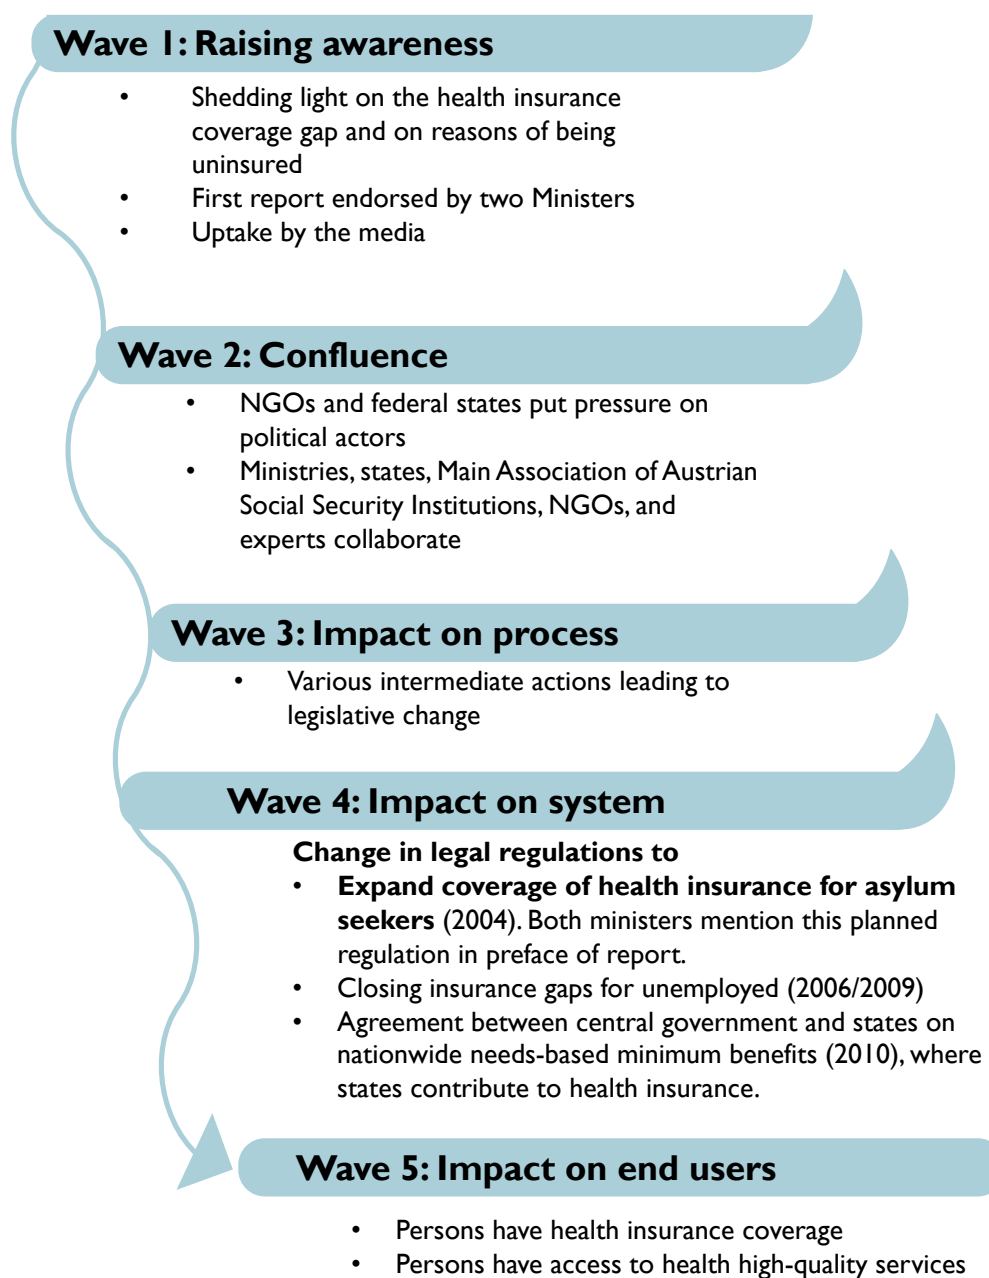 Wave 1: Raising awareness
• Shedding light on the health insurance
coverage gap and on reasons of being
uninsured
• First report endorsed by two Ministers
• Uptake by the media
Wave 2: Confluence
• NGOs and federal states put pressure on
political actors
• Ministries, states, Main Association of Austrian
Social Security Institutions, NGOs, and
experts collaborate
Wave 3: Impact on process
• Various intermediate actions leading to
legislative change
Wave 4: Impact on system
Change in legal regulations to
• Expand coverage of health insurance for asylum
seekers (2004). Both ministers mention this planned
regulation in preface of report.
• Closing insurance gaps for unemployed (2006/2009)
• Agreement between central government and states on
nationwide needs-based minimum benefits (2010), where
states contribute to health insurance.
Wave 5: Impact on end users
• Persons have health insurance coverage
• Persons have access to health high-quality services